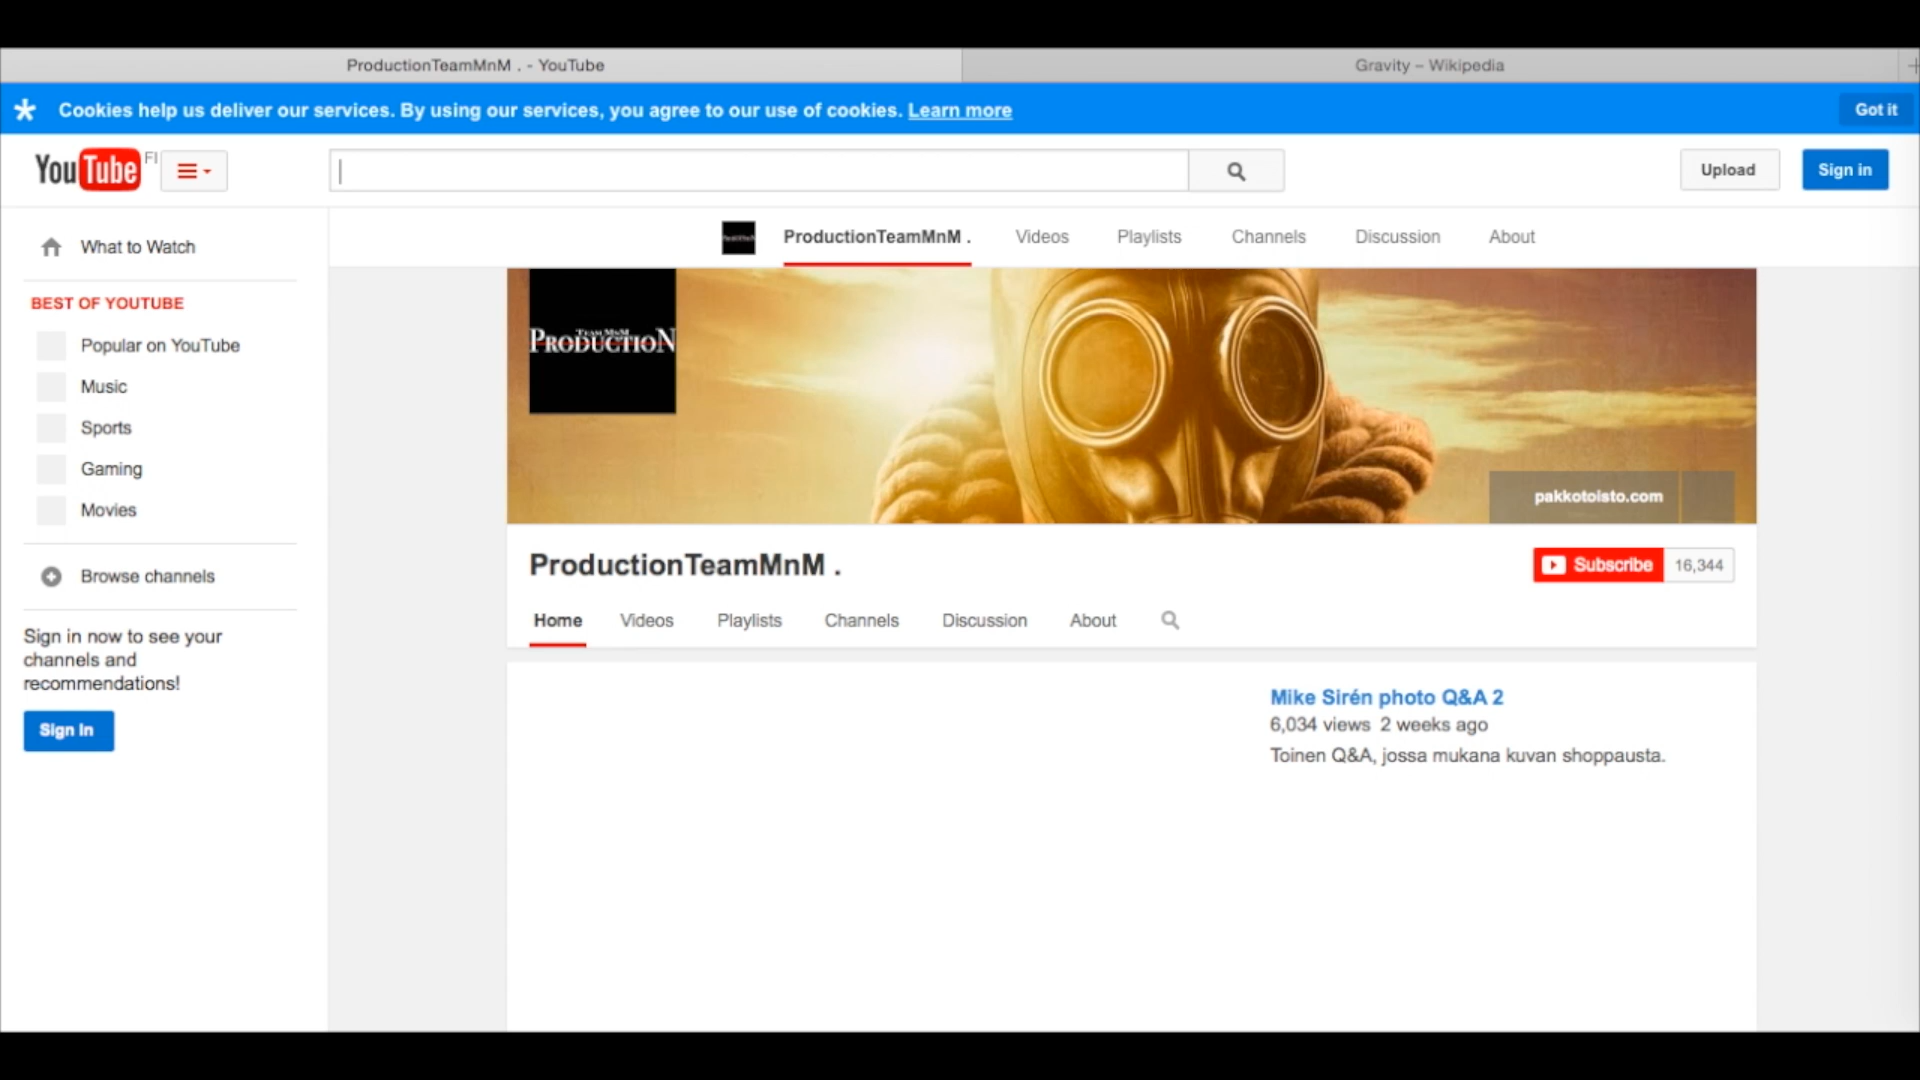 ProductionTeamMnM . - YouTube
Gravity – Wikipedia
Cookies help us deliver our services. By using our services, you agree to our use of cookies. Learn more
Got it
YouTube FI
Upload
Sign in
What to Watch
BEST OF YOUTUBE
Popular on YouTube
Music
Sports
Gaming
Movies
Browse channels
Sign in now to see your
channels and
recommendations!
Sign In
ProductionTeamMnM .
Videos
Playlists
Channels
Discussion
About
TEAM MNM
PRODUCTION
pakkotoisto.com
ProductionTeamMnM .
Subscribe
16,344
Home
Videos
Playlists
Channels
Discussion
About
Mike Sirén photo Q&A 2
6,034 views 2 weeks ago
Toinen Q&A, jossa mukana kuvan shoppausta.